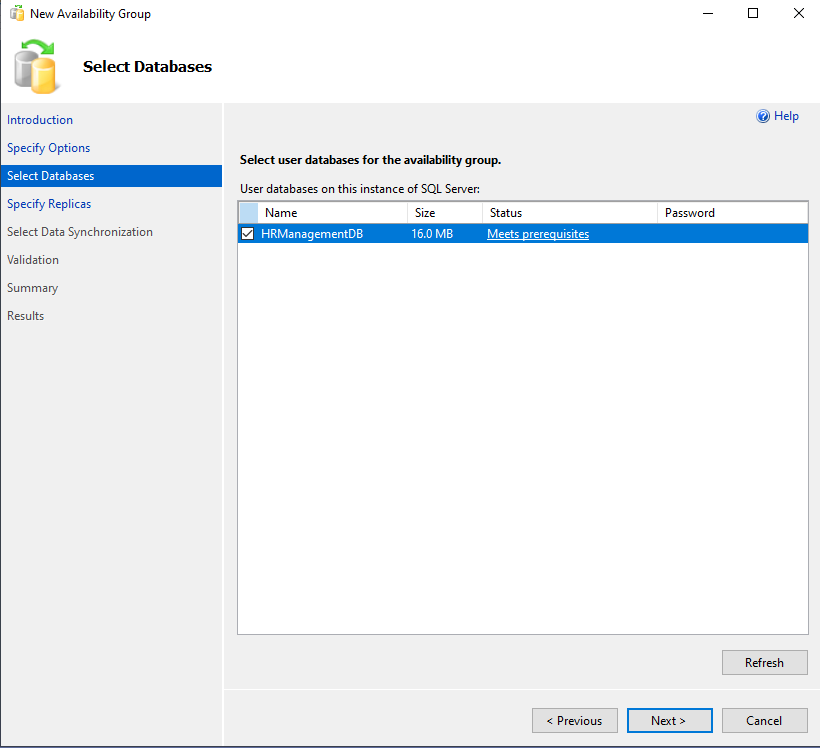 New Availability Group
Select Databases
Introduction
Specify Options
Select Databases
Specify Replicas
Select Data Synchronization
Validation
Summary
Results
Help
Select user databases for the availability group.
User databases on this instance of SQL Server:
Name Size Status Password
HRManagementDB 16.0 MB Meets prerequisites
Refresh
< Previous Next > Cancel